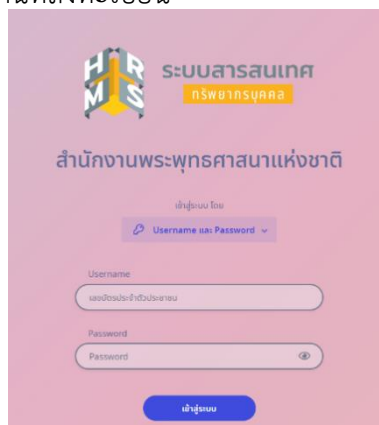 HR
MS
ระบบสารสนเทศ
ทรัพยากรบุคคล
สำนักงานพระพุทธศาสนาแห่งชาติ
เข้าสู่ระบบ โดย
Username และ Password
Username
เลขบัตรประจำตัวประชาชน
Password
Password
เข้าสู่ระบบ